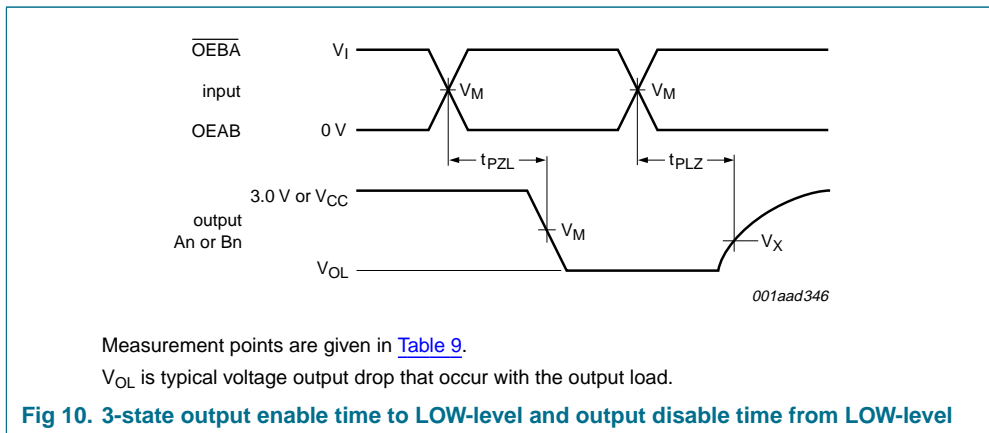 OEBA
V_I
input
V_M
V_M
OEAB
0 V
t_PZL
t_PLZ
3.0 V or V_CC
output
An or Bn
V_M
V_X
V_OL
001aad346
Measurement points are given in Table 9.
V_OL is typical voltage output drop that occur with the output load.
Fig 10. 3-state output enable time to LOW-level and output disable time from LOW-level